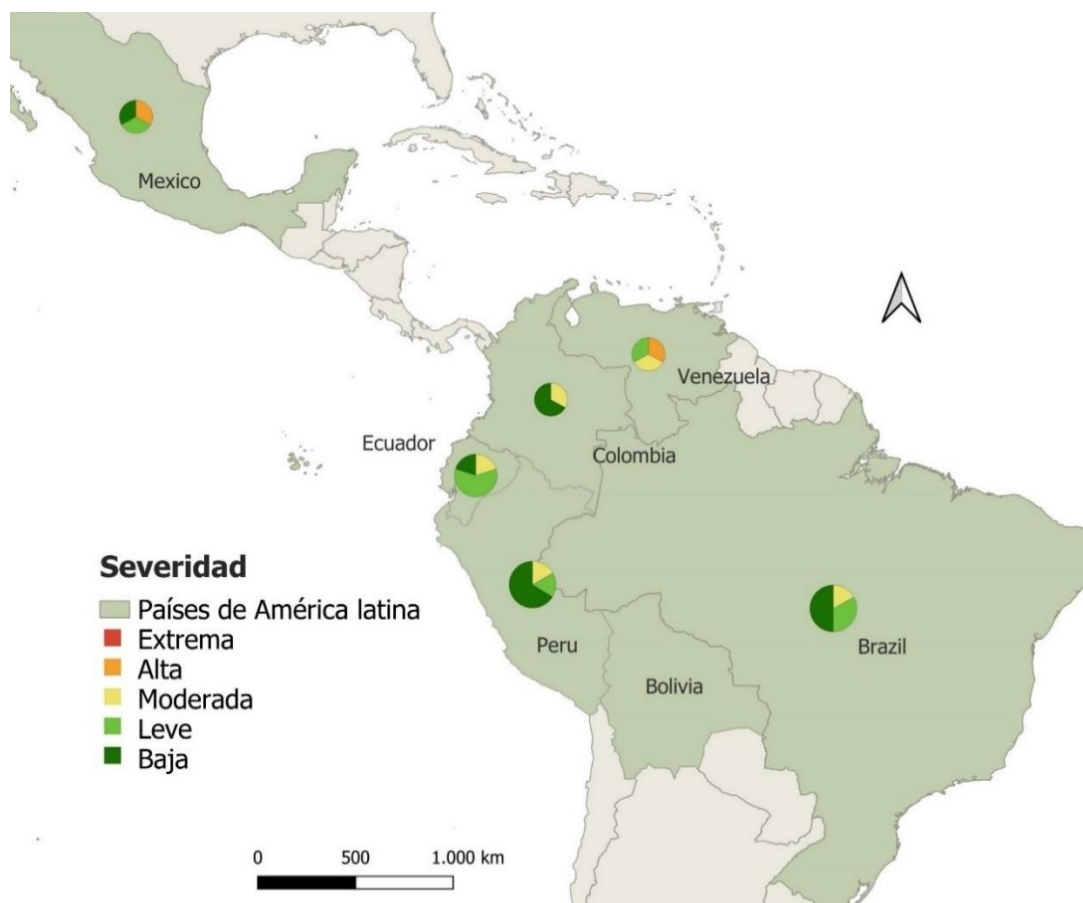 Mexico
Venezuela
Ecuador
Colombia
Severidad
Países de América latina
Extrema
Alta
Moderada
Leve
Baja
Peru
Brazil
Bolivia
0 500 1.000 km